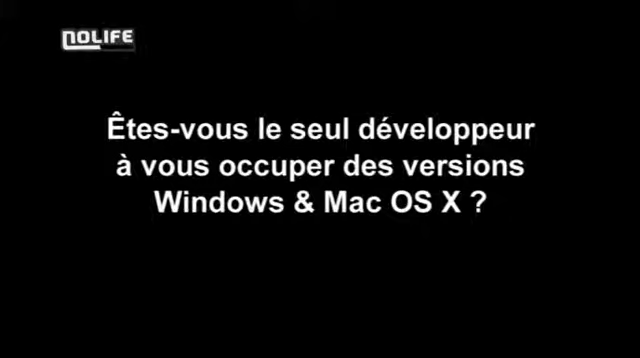 NOLIFE
Êtes-vous le seul développeur
à vous occuper des versions
Windows & Mac OS X ?